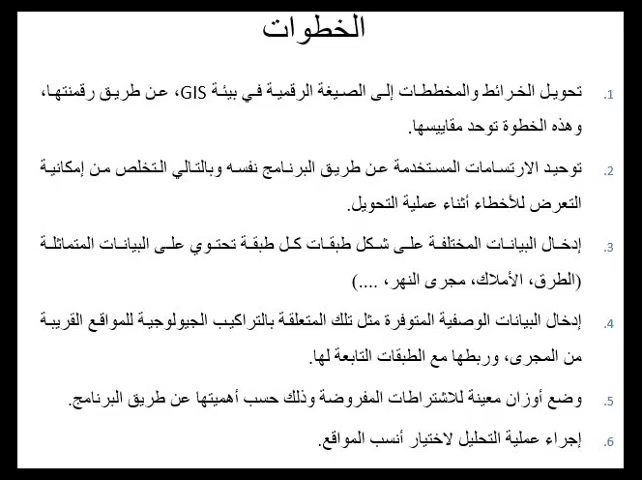 الخطوات
1. تحويل الخرائط والمخططات إلى الصيغة الرقمية في بيئة GIS، عن طريق رقمنتها،
وهذه الخطوة توحد مقاييسها.
2. توحيد الارتسامات المستخدمة عن طريق البرنامج نفسه وبالتالي التخلص من إمكانية
التعرض للأخطاء أثناء عملية التحويل.
3. إدخال البيانات المختلفة على شكل طبقات كل طبقة تحتوي على البيانات المتماثلة
(الطرق، الأملاك، مجرى النهر، ....)
4. إدخال البيانات الوصفية المتوفرة مثل تلك المتعلقة بالتراكيب الجيولوجية للمواقع القريبة
من المجرى، وربطها مع الطبقات التابعة لها.
5. وضع أوزان معينة للاشتراطات المفروضة وذلك حسب أهميتها عن طريق البرنامج.
6. إجراء عملية التحليل لاختيار أنسب المواقع.